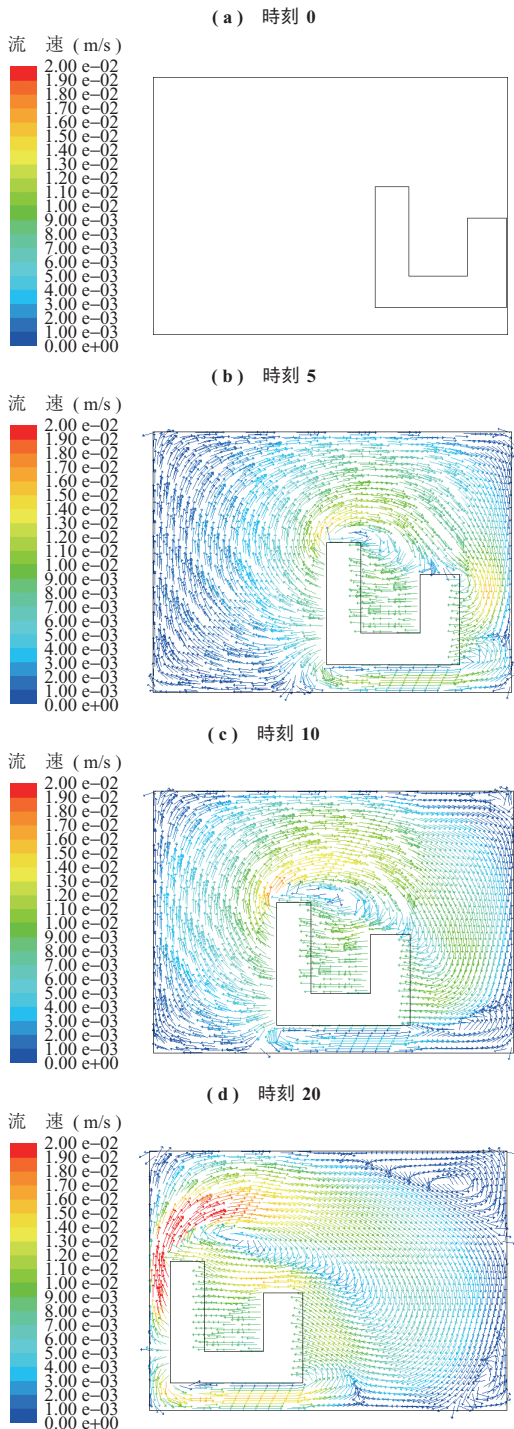 (a) 時刻 0
流 速 (m/s)
2.00 e−02
1.90 e−02
1.80 e−02
1.70 e−02
1.60 e−02
1.50 e−02
1.40 e−02
1.30 e−02
1.20 e−02
1.10 e−02
1.00 e−02
9.00 e−03
8.00 e−03
7.00 e−03
6.00 e−03
5.00 e−03
4.00 e−03
3.00 e−03
2.00 e−03
1.00 e−03
0.00 e+00
(b) 時刻 5
流 速 (m/s)
2.00 e−02
1.90 e−02
1.80 e−02
1.70 e−02
1.60 e−02
1.50 e−02
1.40 e−02
1.30 e−02
1.20 e−02
1.10 e−02
1.00 e−02
9.00 e−03
8.00 e−03
7.00 e−03
6.00 e−03
5.00 e−03
4.00 e−03
3.00 e−03
2.00 e−03
1.00 e−03
0.00 e+00
(c) 時刻 10
流 速 (m/s)
2.00 e−02
1.90 e−02
1.80 e−02
1.70 e−02
1.60 e−02
1.50 e−02
1.40 e−02
1.30 e−02
1.20 e−02
1.10 e−02
1.00 e−02
9.00 e−03
8.00 e−03
7.00 e−03
6.00 e−03
5.00 e−03
4.00 e−03
3.00 e−03
2.00 e−03
1.00 e−03
0.00 e+00
(d) 時刻 20
流 速 (m/s)
2.00 e−02
1.90 e−02
1.80 e−02
1.70 e−02
1.60 e−02
1.50 e−02
1.40 e−02
1.30 e−02
1.20 e−02
1.10 e−02
1.00 e−02
9.00 e−03
8.00 e−03
7.00 e−03
6.00 e−03
5.00 e−03
4.00 e−03
3.00 e−03
2.00 e−03
1.00 e−03
0.00 e+00